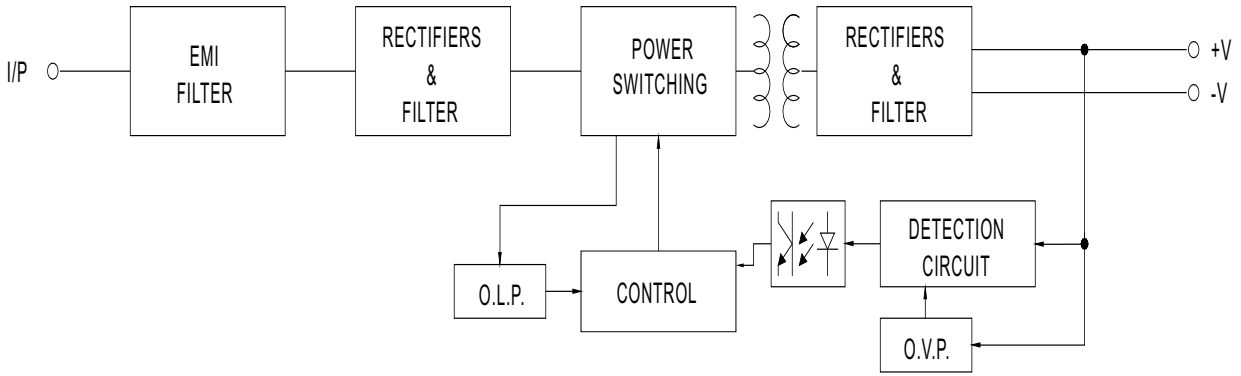 I/P
EMI
FILTER
RECTIFIERS
&
FILTER
POWER
SWITCHING
RECTIFIERS
&
FILTER
+V
-V
O.L.P.
CONTROL
DETECTION
CIRCUIT
O.V.P.